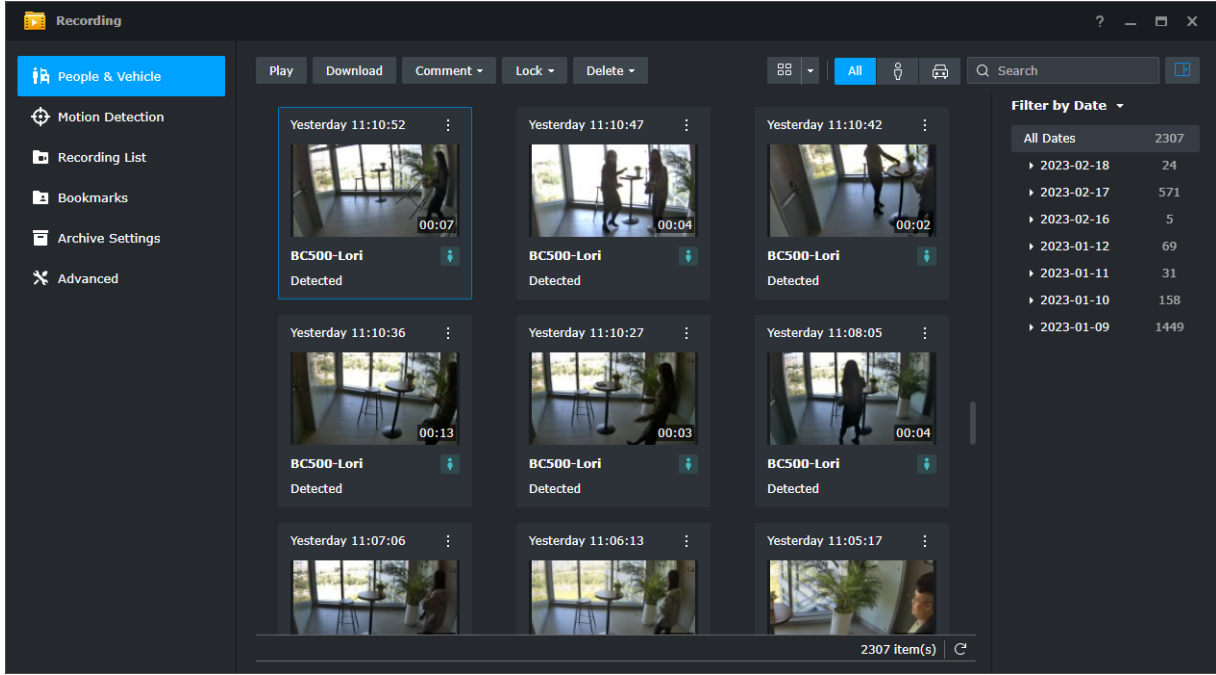 Recording
?
People & Vehicle
Motion Detection
Recording List
Bookmarks
Archive Settings
Advanced
Play Download Comment Lock Delete
All
Search
Yesterday 11:10:52
00:07
BC500-Lori
Detected
Yesterday 11:10:47
00:04
BC500-Lori
Detected
Yesterday 11:10:42
00:02
BC500-Lori
Detected
Yesterday 11:10:36
00:13
BC500-Lori
Detected
Yesterday 11:10:27
00:03
BC500-Lori
Detected
Yesterday 11:08:05
00:04
BC500-Lori
Detected
Yesterday 11:07:06
Yesterday 11:06:13
Yesterday 11:05:17
2307 item(s)
Filter by Date
All Dates 2307
2023-02-18 24
2023-02-17 571
2023-02-16 5
2023-01-12 69
2023-01-11 31
2023-01-10 158
2023-01-09 1449